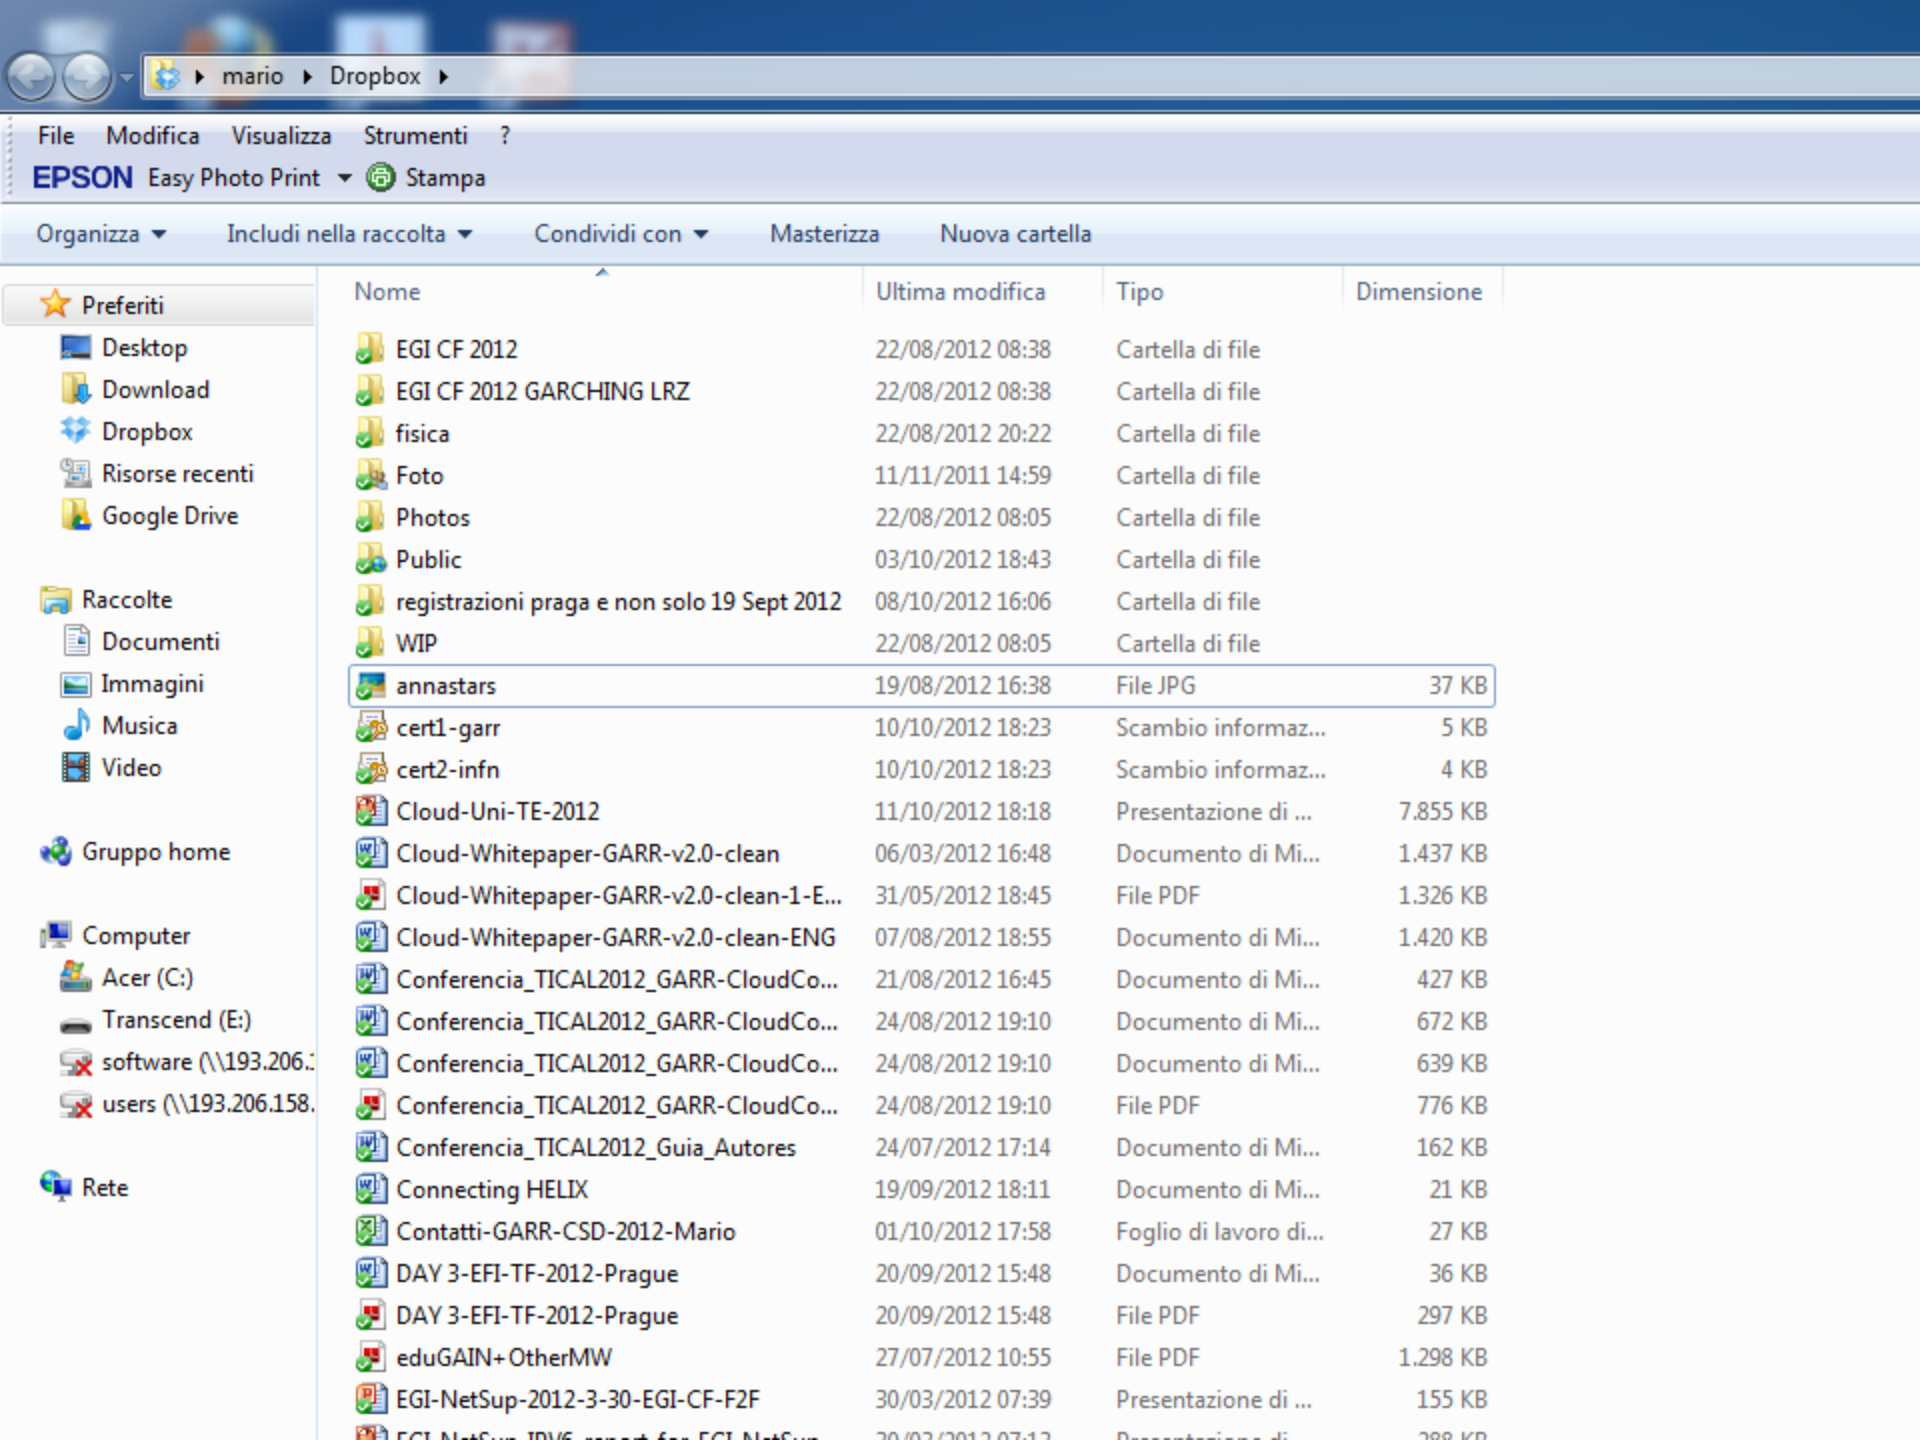 mario Dropbox
File Modifica Visualizza Strumenti ?
EPSON Easy Photo Print Stampa
Organizza Includi nella raccolta Condividi con Masterizza Nuova cartella
Preferiti
Desktop
Download
Dropbox
Risorse recenti
Google Drive
Raccolte
Documenti
Immagini
Musica
Video
Gruppo home
Computer
Acer (C:)
Transcend (E:)
software (\\193.206.1
users (\\193.206.158.
Rete
Nome Ultima modifica Tipo Dimensione
EGI CF 2012 22/08/2012 08:38 Cartella di file
EGI CF 2012 GARCHING LRZ 22/08/2012 08:38 Cartella di file
fisica 22/08/2012 20:22 Cartella di file
Foto 11/11/2011 14:59 Cartella di file
Photos 22/08/2012 08:05 Cartella di file
Public 03/10/2012 18:43 Cartella di file
registrazioni praga e non solo 19 Sept 2012 08/10/2012 16:06 Cartella di file
WIP 22/08/2012 08:05 Cartella di file
annastars 19/08/2012 16:38 File JPG 37 KB
cert1-garr 10/10/2012 18:23 Scambio informaz... 5 KB
cert2-infn 10/10/2012 18:23 Scambio informaz... 4 KB
Cloud-Uni-TE-2012 11/10/2012 18:18 Presentazione di ... 7.855 KB
Cloud-Whitepaper-GARR-v2.0-clean 06/03/2012 16:48 Documento di Mi... 1.437 KB
Cloud-Whitepaper-GARR-v2.0-clean-1-E... 31/05/2012 18:45 File PDF 1.326 KB
Cloud-Whitepaper-GARR-v2.0-clean-ENG 07/08/2012 18:55 Documento di Mi... 1.420 KB
Conferencia_TICAL2012_GARR-CloudCo... 21/08/2012 16:45 Documento di Mi... 427 KB
Conferencia_TICAL2012_GARR-CloudCo... 24/08/2012 19:10 Documento di Mi... 672 KB
Conferencia_TICAL2012_GARR-CloudCo... 24/08/2012 19:10 Documento di Mi... 639 KB
Conferencia_TICAL2012_GARR-CloudCo... 24/08/2012 19:10 File PDF 776 KB
Conferencia_TICAL2012_Guia_Autores 24/07/2012 17:14 Documento di Mi... 162 KB
Connecting HELIX 19/09/2012 18:11 Documento di Mi... 21 KB
Contatti-GARR-CSD-2012-Mario 01/10/2012 17:58 Foglio di lavoro di... 27 KB
DAY 3-EFI-TF-2012-Prague 20/09/2012 15:48 Documento di Mi... 36 KB
DAY 3-EFI-TF-2012-Prague 20/09/2012 15:48 File PDF 297 KB
eduGAIN+OtherMW 27/07/2012 10:55 File PDF 1.298 KB
EGI-NetSup-2012-3-30-EGI-CF-F2F 30/03/2012 07:39 Presentazione di ... 155 KB